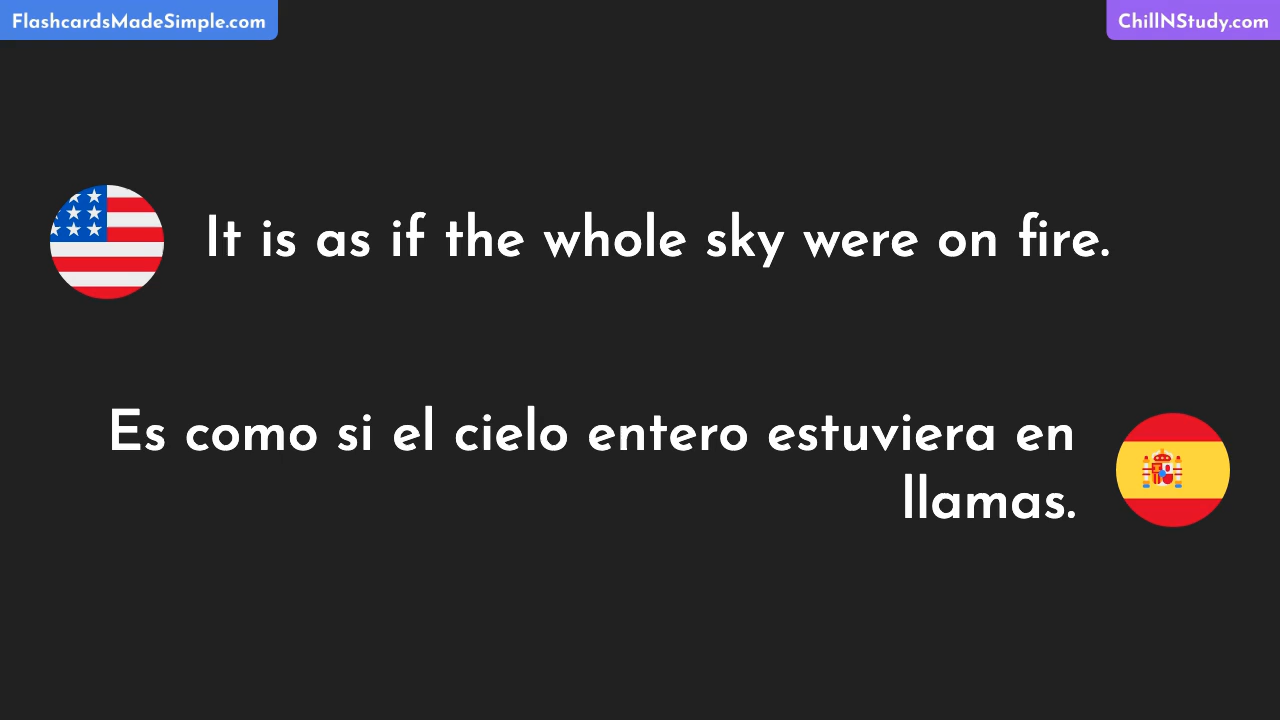 FlashcardsMadeSimple.com
ChillNStudy.com
It is as if the whole sky were on fire.
Es como si el cielo entero estuviera en
llamas.